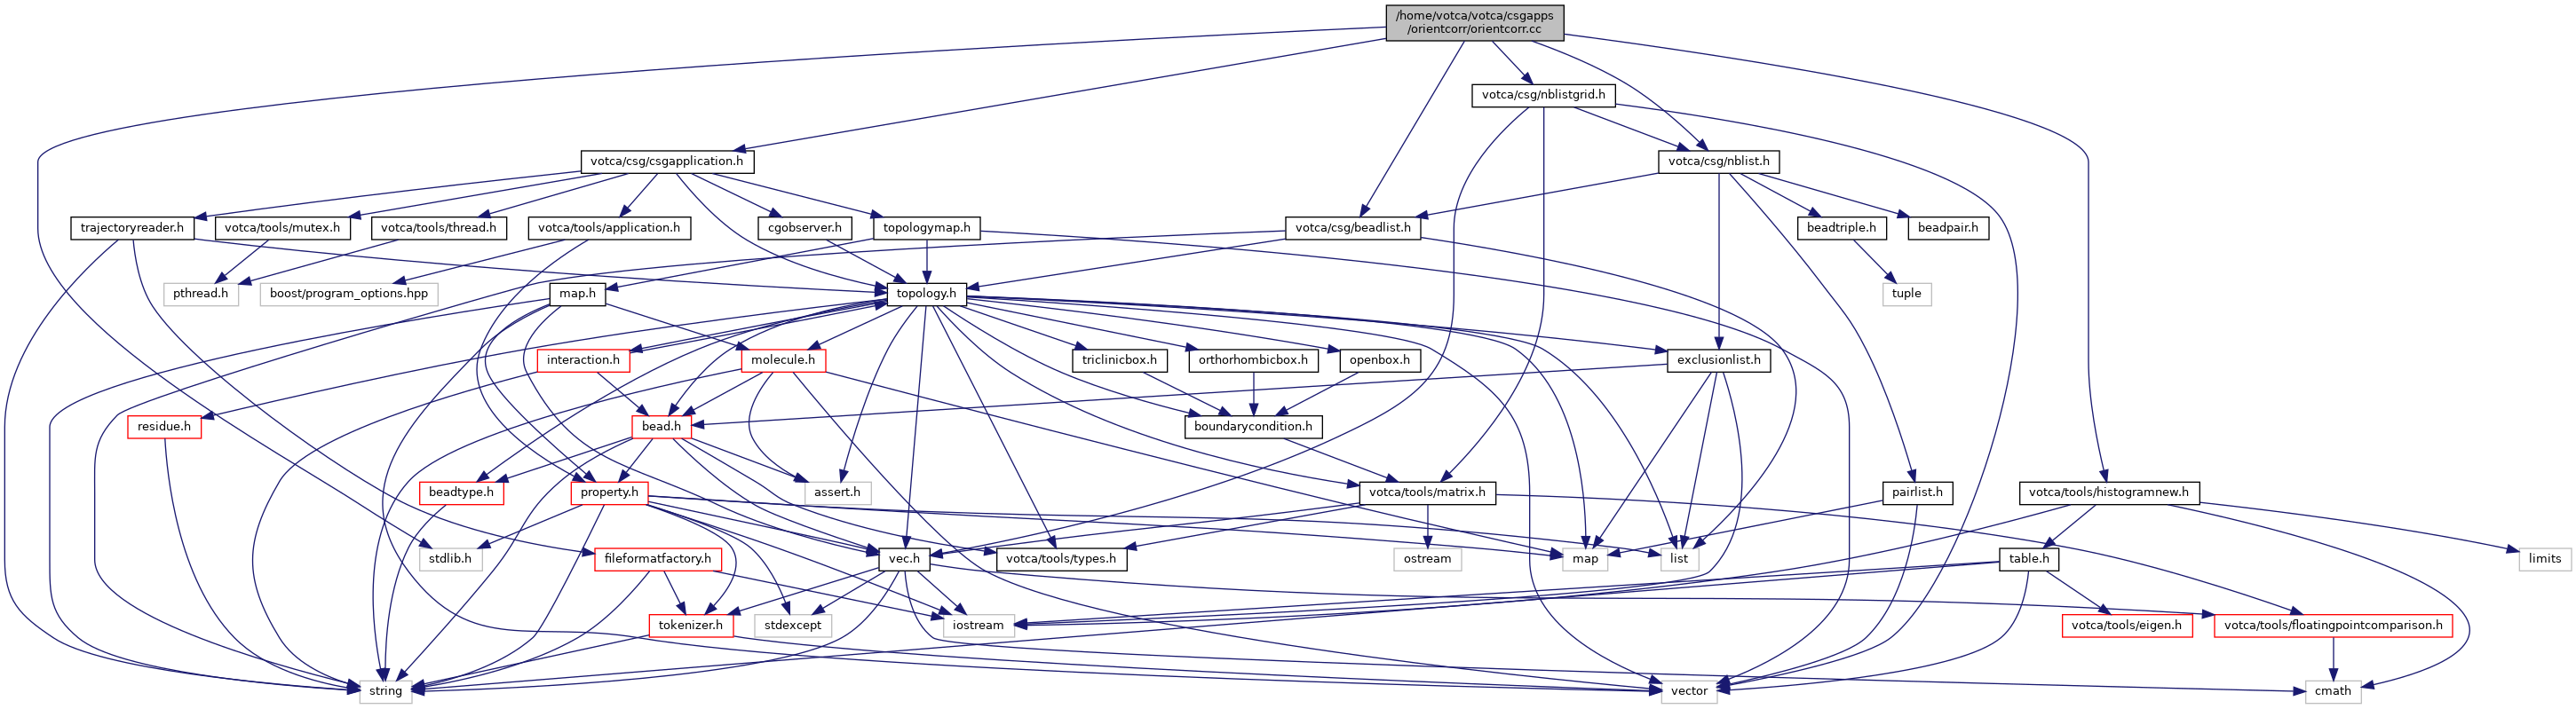 /home/votca/votca/csgapps
/orientcorr/orientcorr.cc
votca/csg/nblistgrid.h
votca/csg/csgapplication.h
votca/csg/nblist.h
trajectoryreader.h
votca/tools/mutex.h
votca/tools/thread.h
votca/tools/application.h
cgobserver.h
topologymap.h
votca/csg/beadlist.h
beadtriple.h
beadpair.h
pthread.h
boost/program_options.hpp
map.h
topology.h
tuple
interaction.h
molecule.h
triclinicbox.h
orthorhombicbox.h
openbox.h
exclusionlist.h
residue.h
bead.h
boundarycondition.h
beadtype.h
property.h
assert.h
votca/tools/matrix.h
pairlist.h
votca/tools/histogramnew.h
stdlib.h
fileformatfactory.h
vec.h
votca/tools/types.h
ostream
map
list
table.h
limits
tokenizer.h
stdexcept
iostream
votca/tools/eigen.h
votca/tools/floatingpointcomparison.h
string
vector
cmath